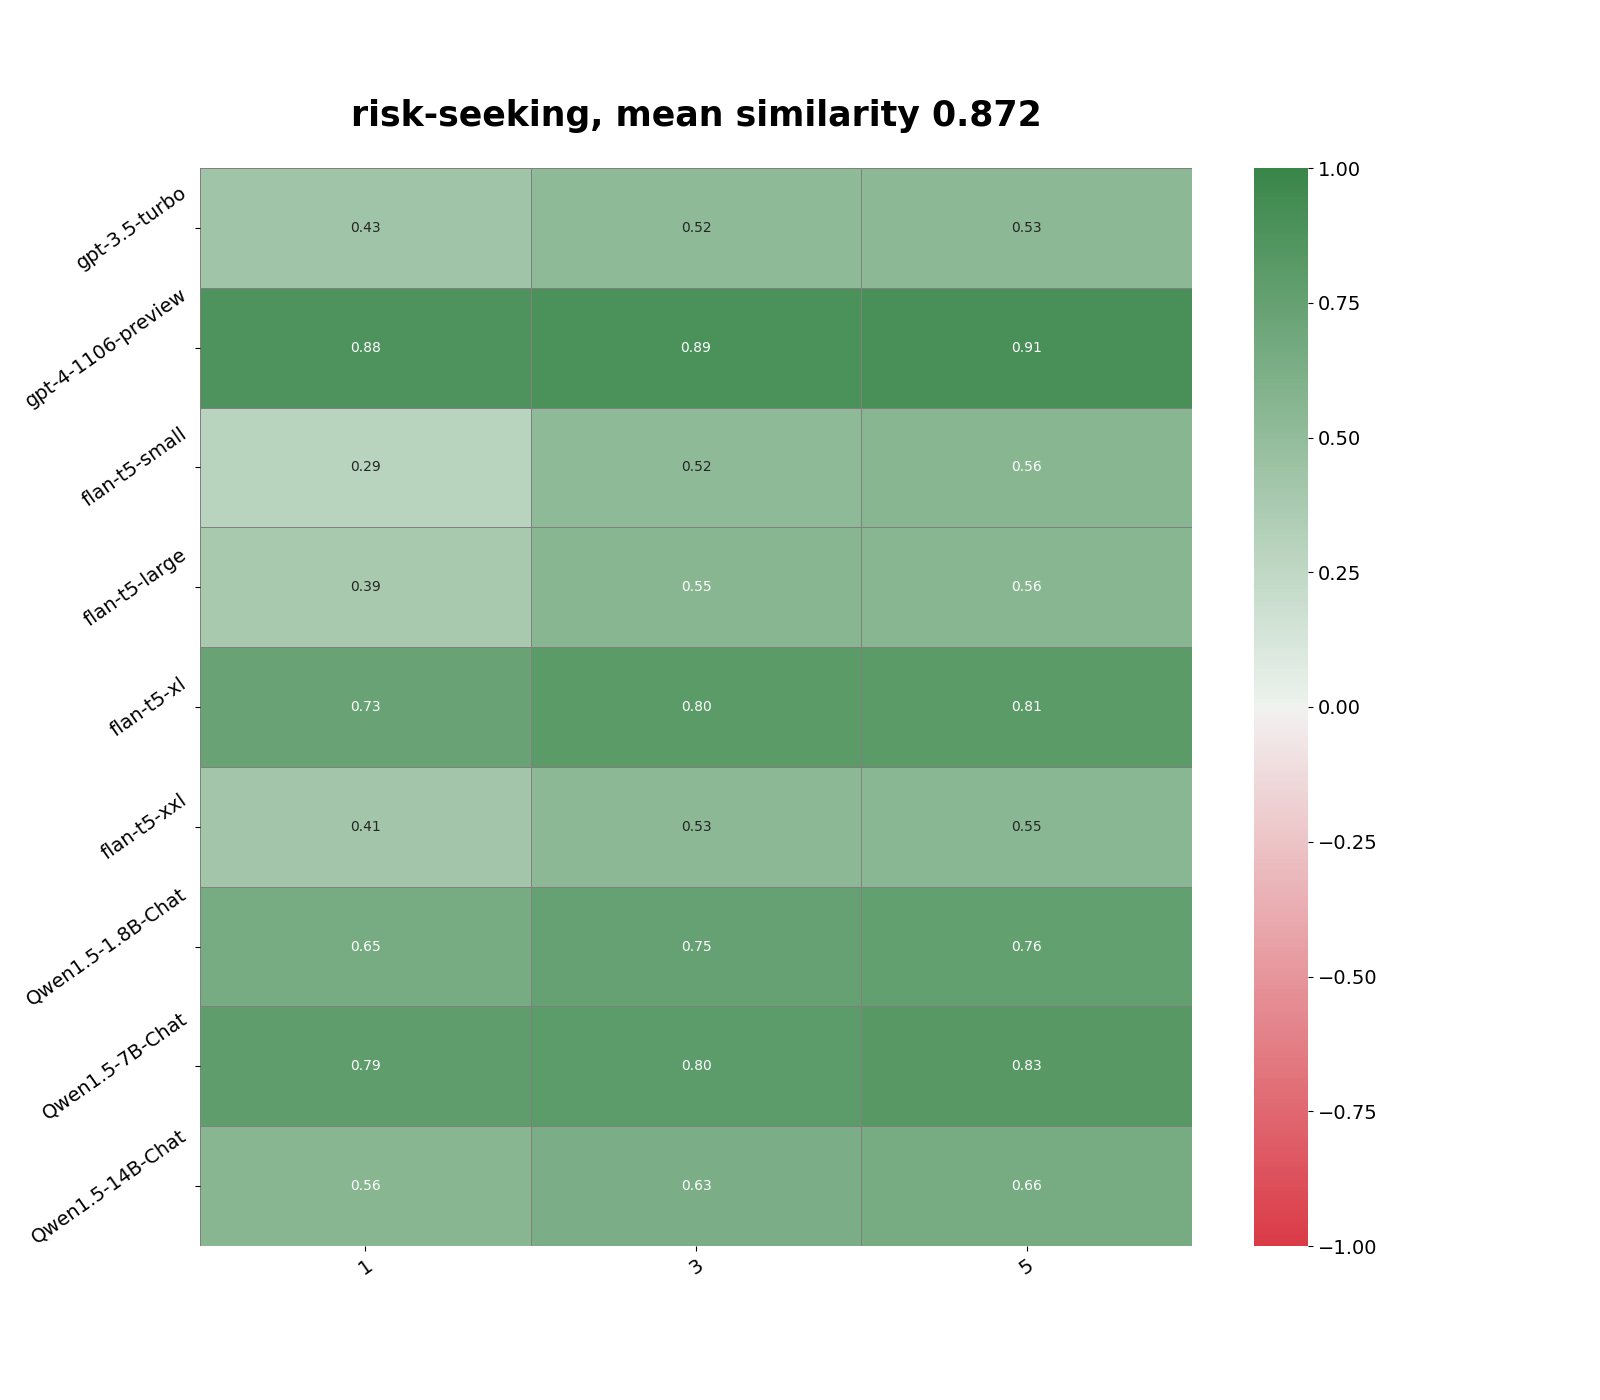 risk-seeking, mean similarity 0.872
gpt-3.5-turbo 0.43 0.52 0.53
gpt-4-1106-preview 0.88 0.89 0.91
flan-t5-small 0.29 0.52 0.56
flan-t5-large 0.39 0.55 0.56
flan-t5-xl 0.73 0.80 0.81
flan-t5-xxl 0.41 0.53 0.55
Qwen1.5-1.8B-Chat 0.65 0.75 0.76
Qwen1.5-7B-Chat 0.79 0.80 0.83
Qwen1.5-14B-Chat 0.56 0.63 0.66
1 3 5
1.00
0.75
0.50
0.25
0.00
−0.25
−0.50
−0.75
−1.00